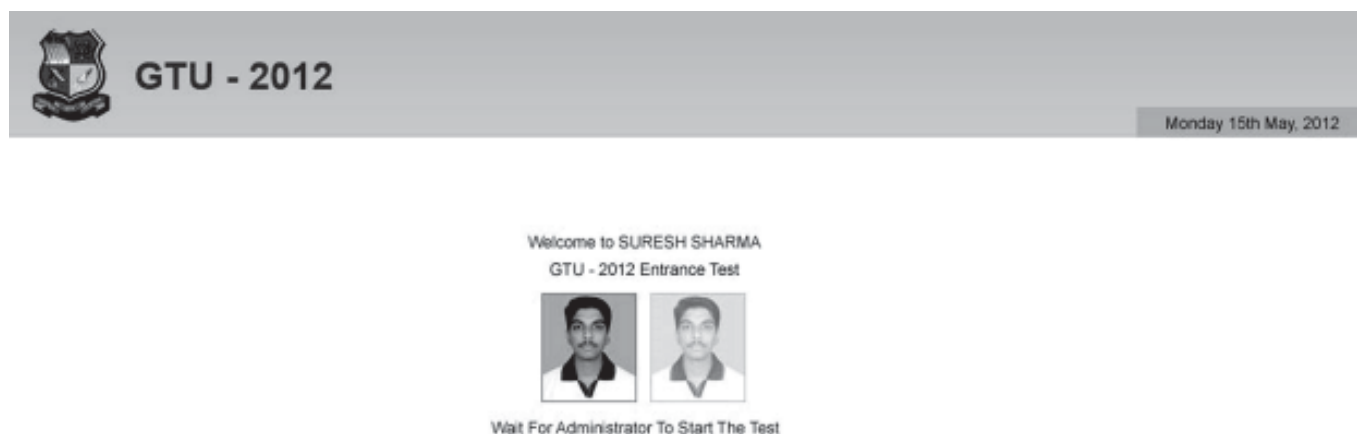 GTU - 2012
Monday 15th May, 2012
Welcome to SURESH SHARMA
GTU - 2012 Entrance Test
Wait For Administrator To Start The Test